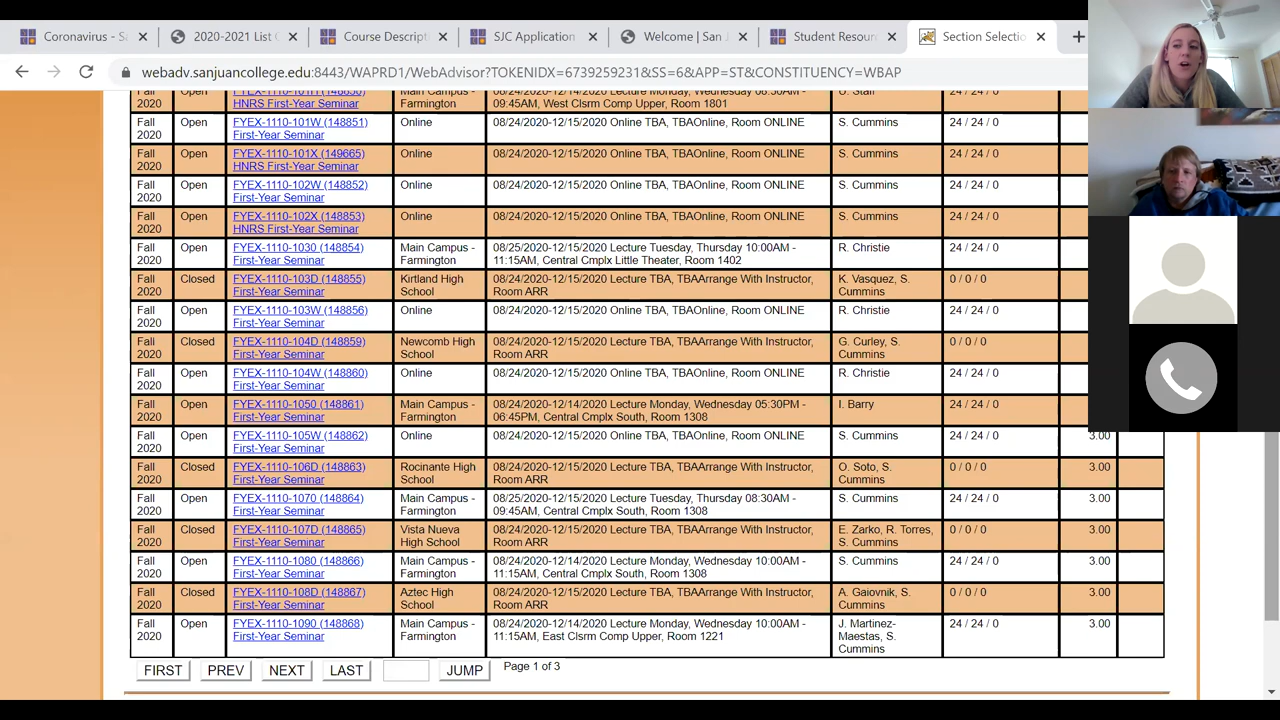 Coronavirus - Sa
2020-2021 List C
Course Descripti
SJC Application
Welcome | San J
Student Resourc
Section Selectio
webadv.sanjuancollege.edu:8443/WAPRD1/WebAdvisor?TOKENIDX=6739259231&SS=6&APP=ST&CONSTITUENCY=WBAP
2020 HNRS First-Year Seminar Farmington 09:45AM, West Clsrm Comp Upper, Room 1801
Fall Open FYEX-1110-101W (148851) Online 08/24/2020-12/15/2020 Online TBA, TBAOnline, Room ONLINE S. Cummins 24 / 24 / 0
2020 First-Year Seminar
Fall Open FYEX-1110-101X (149665) Online 08/24/2020-12/15/2020 Online TBA, TBAOnline, Room ONLINE S. Cummins 24 / 24 / 0
2020 HNRS First-Year Seminar
Fall Open FYEX-1110-102W (148852) Online 08/24/2020-12/15/2020 Online TBA, TBAOnline, Room ONLINE S. Cummins 24 / 24 / 0
2020 First-Year Seminar
Fall Open FYEX-1110-102X (148853) Online 08/24/2020-12/15/2020 Online TBA, TBAOnline, Room ONLINE S. Cummins 24 / 24 / 0
2020 HNRS First-Year Seminar
Fall Open FYEX-1110-1030 (148854) Main Campus - 08/25/2020-12/15/2020 Lecture Tuesday, Thursday 10:00AM - R. Christie 24 / 24 / 0
2020 First-Year Seminar Farmington 11:15AM, Central Cmplx Little Theater, Room 1402
Fall Closed FYEX-1110-103D (148855) Kirtland High 08/24/2020-12/15/2020 Lecture TBA, TBAArrange With Instructor, K. Vasquez, S. 0 / 0 / 0
2020 First-Year Seminar School Room ARR Cummins
Fall Open FYEX-1110-103W (148856) Online 08/24/2020-12/15/2020 Online TBA, TBAOnline, Room ONLINE R. Christie 24 / 24 / 0
2020 First-Year Seminar
Fall Closed FYEX-1110-104D (148859) Newcomb High 08/24/2020-12/15/2020 Lecture TBA, TBAArrange With Instructor, G. Curley, S. 0 / 0 / 0
2020 First-Year Seminar School Room ARR Cummins
Fall Open FYEX-1110-104W (148860) Online 08/24/2020-12/15/2020 Online TBA, TBAOnline, Room ONLINE R. Christie 24 / 24 / 0
2020 First-Year Seminar
Fall Open FYEX-1110-1050 (148861) Main Campus - 08/24/2020-12/14/2020 Lecture Monday, Wednesday 05:30PM - I. Barry 24 / 24 / 0
2020 First-Year Seminar Farmington 06:45PM, Central Cmplx South, Room 1308
Fall Open FYEX-1110-105W (148862) Online 08/24/2020-12/15/2020 Online TBA, TBAOnline, Room ONLINE S. Cummins 24 / 24 / 0 3.00
2020 First-Year Seminar
Fall Closed FYEX-1110-106D (148863) Rocinante High 08/24/2020-12/15/2020 Lecture TBA, TBAArrange With Instructor, O. Soto, S. 0 / 0 / 0 3.00
2020 First-Year Seminar School Room ARR Cummins
Fall Open FYEX-1110-1070 (148864) Main Campus - 08/25/2020-12/15/2020 Lecture Tuesday, Thursday 08:30AM - S. Cummins 24 / 24 / 0 3.00
2020 First-Year Seminar Farmington 09:45AM, Central Cmplx South, Room 1308
Fall Closed FYEX-1110-107D (148865) Vista Nueva 08/24/2020-12/15/2020 Lecture TBA, TBAArrange With Instructor, E. Zarko, R. Torres, 0 / 0 / 0 3.00
2020 First-Year Seminar High School Room ARR S. Cummins
Fall Open FYEX-1110-1080 (148866) Main Campus - 08/24/2020-12/14/2020 Lecture Monday, Wednesday 10:00AM - S. Cummins 24 / 24 / 0 3.00
2020 First-Year Seminar Farmington 11:15AM, Central Cmplx South, Room 1308
Fall Closed FYEX-1110-108D (148867) Aztec High 08/24/2020-12/15/2020 Lecture TBA, TBAArrange With Instructor, A. Gaiovnik, S. 0 / 0 / 0 3.00
2020 First-Year Seminar School Room ARR Cummins
Fall Open FYEX-1110-1090 (148868) Main Campus - 08/24/2020-12/14/2020 Lecture Monday, Wednesday 10:00AM - J. Martinez- 24 / 24 / 0 3.00
2020 First-Year Seminar Farmington 11:15AM, East Clsrm Comp Upper, Room 1221 Maestas, S.
Cummins
FIRST PREV NEXT LAST JUMP Page 1 of 3